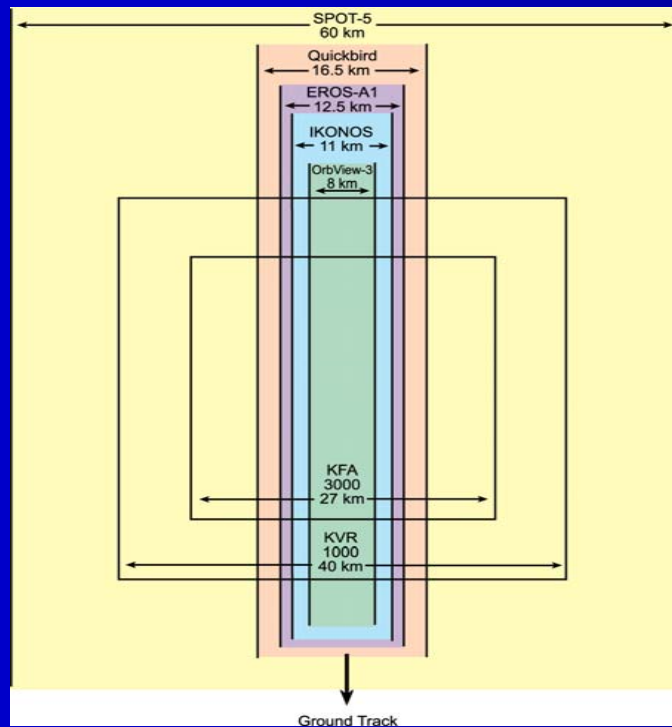 SPOT-5
60 km
Quickbird
16.5 km
EROS-A1
12.5 km
IKONOS
11 km
OrbView-3
8 km
KFA
3000
27 km
KVR
1000
40 km
Ground Track